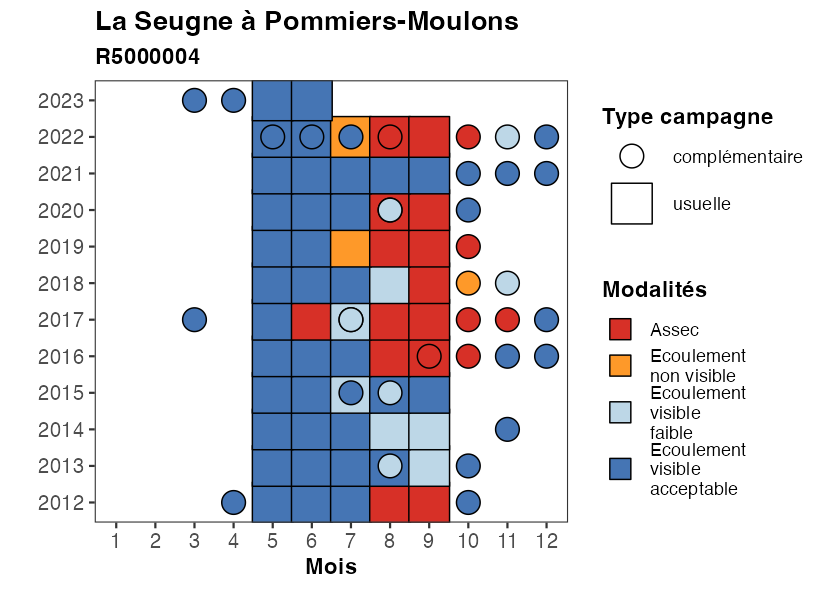 La Seugne à Pommiers-Moulons
R5000004
2023
2022
2021
2020
2019
2018
2017
2016
2015
2014
2013
2012
1 2 3 4 5 6 7 8 9 10 11 12
Mois
Type campagne
complémentaire
usuelle
Modalités
Assec
Ecoulement
non visible
Ecoulement
visible
faible
Ecoulement
visible
acceptable